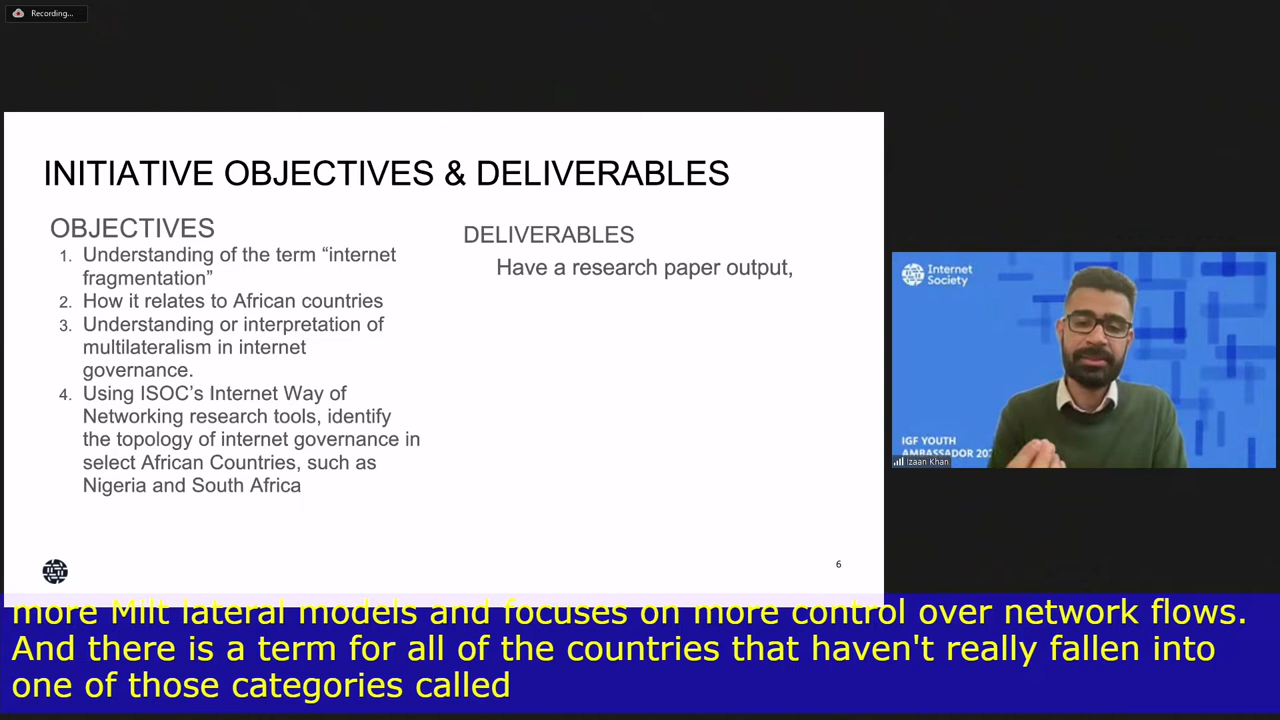 Recording...
INITIATIVE OBJECTIVES & DELIVERABLES
OBJECTIVES
1. Understanding of the term “internet
fragmentation”
2. How it relates to African countries
3. Understanding or interpretation of
multilateralism in internet
governance.
4. Using ISOC’s Internet Way of
Networking research tools, identify
the topology of internet governance in
select African Countries, such as
Nigeria and South Africa
DELIVERABLES
Have a research paper output,
6
Internet
Society
IGF YOUTH
AMBASSADOR 202
Izaan Khan
more Milt lateral models and focuses on more control over network flows.
And there is a term for all of the countries that haven't really fallen into
one of those categories called